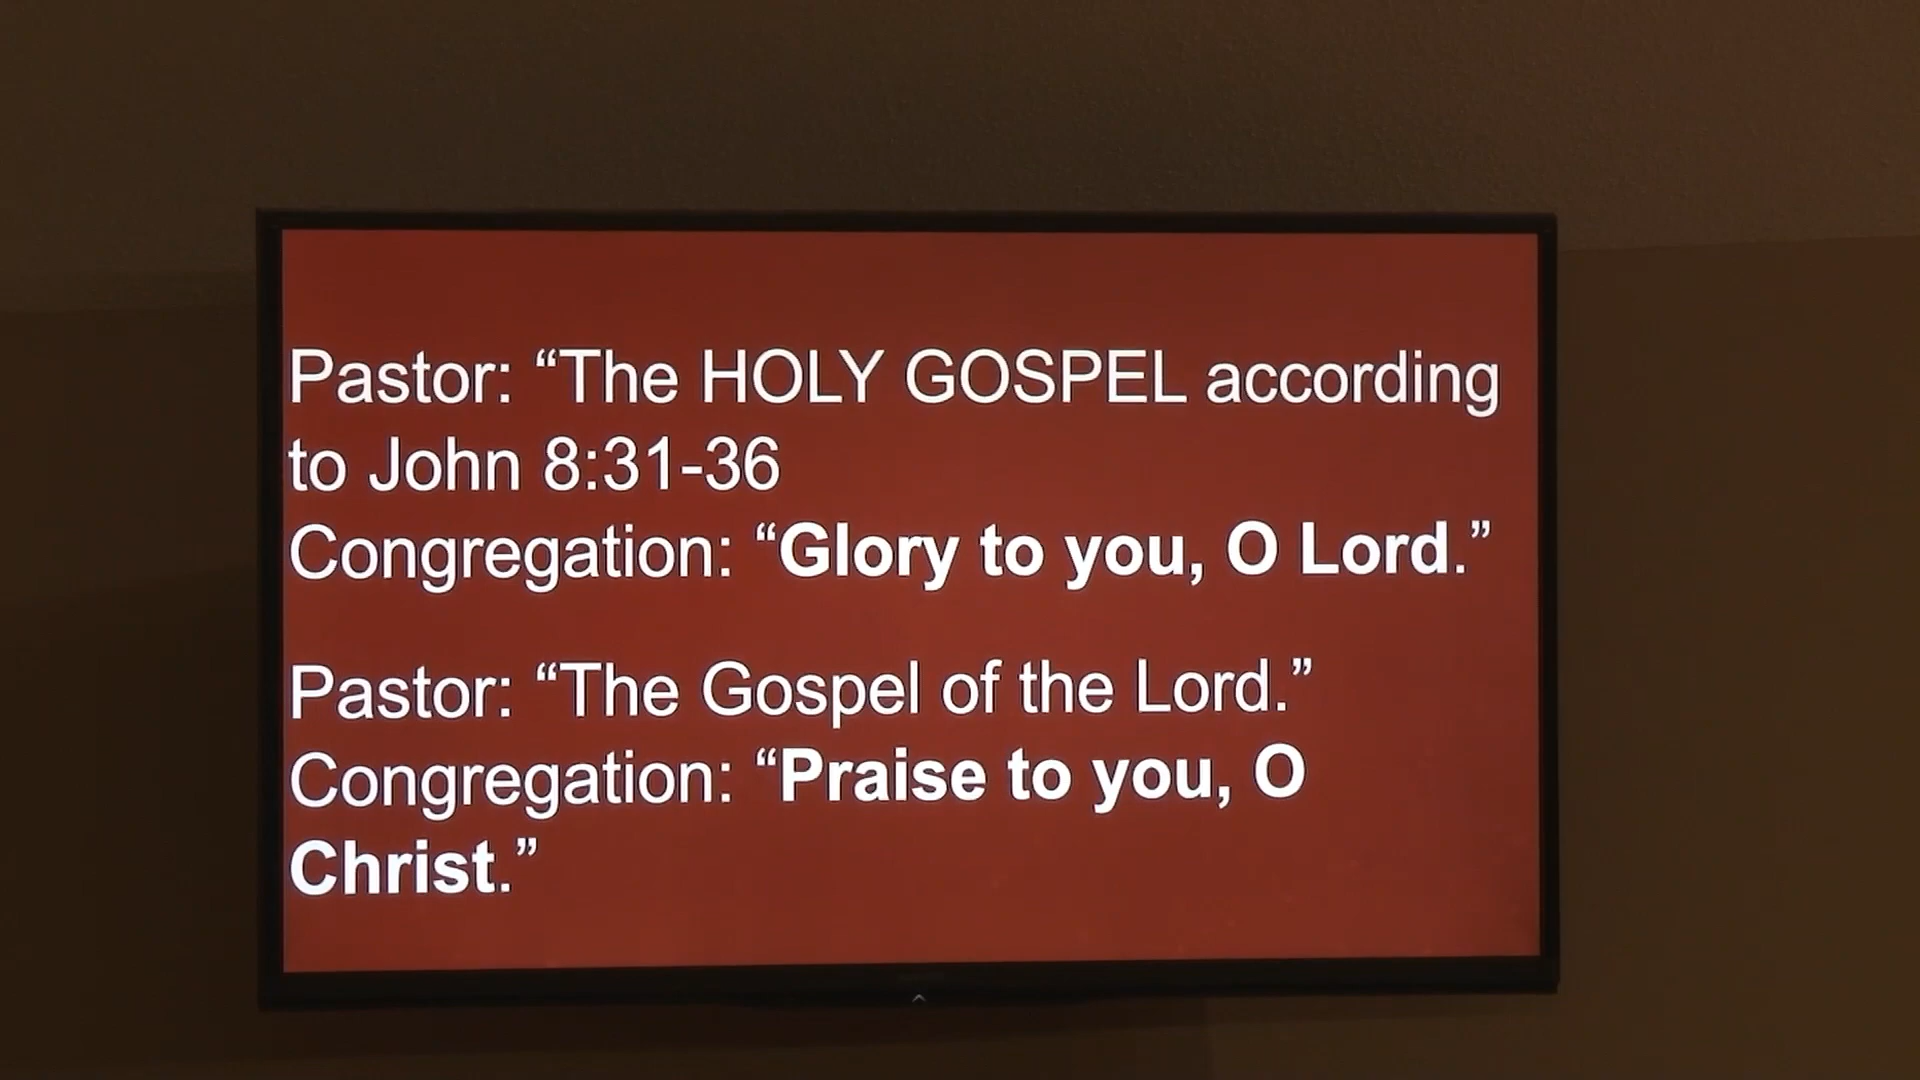 Pastor: “The HOLY GOSPEL according
to John 8:31-36
Congregation: “Glory to you, O Lord.”
Pastor: “The Gospel of the Lord.”
Congregation: “Praise to you, O
Christ.”